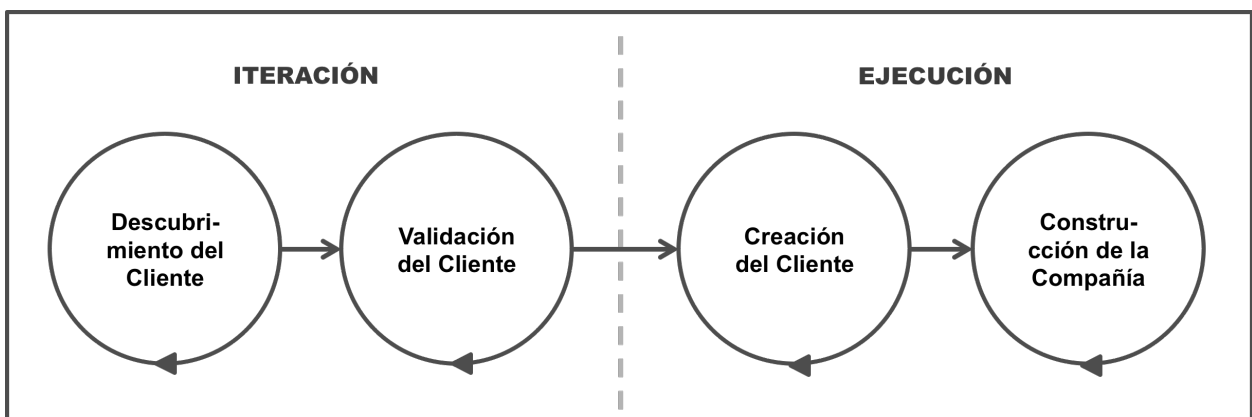 ITERACIÓN
EJECUCIÓN
Descubri-
miento del
Cliente
Validación
del Cliente
Creación
del Cliente
Constru-
cción de la
Compañía